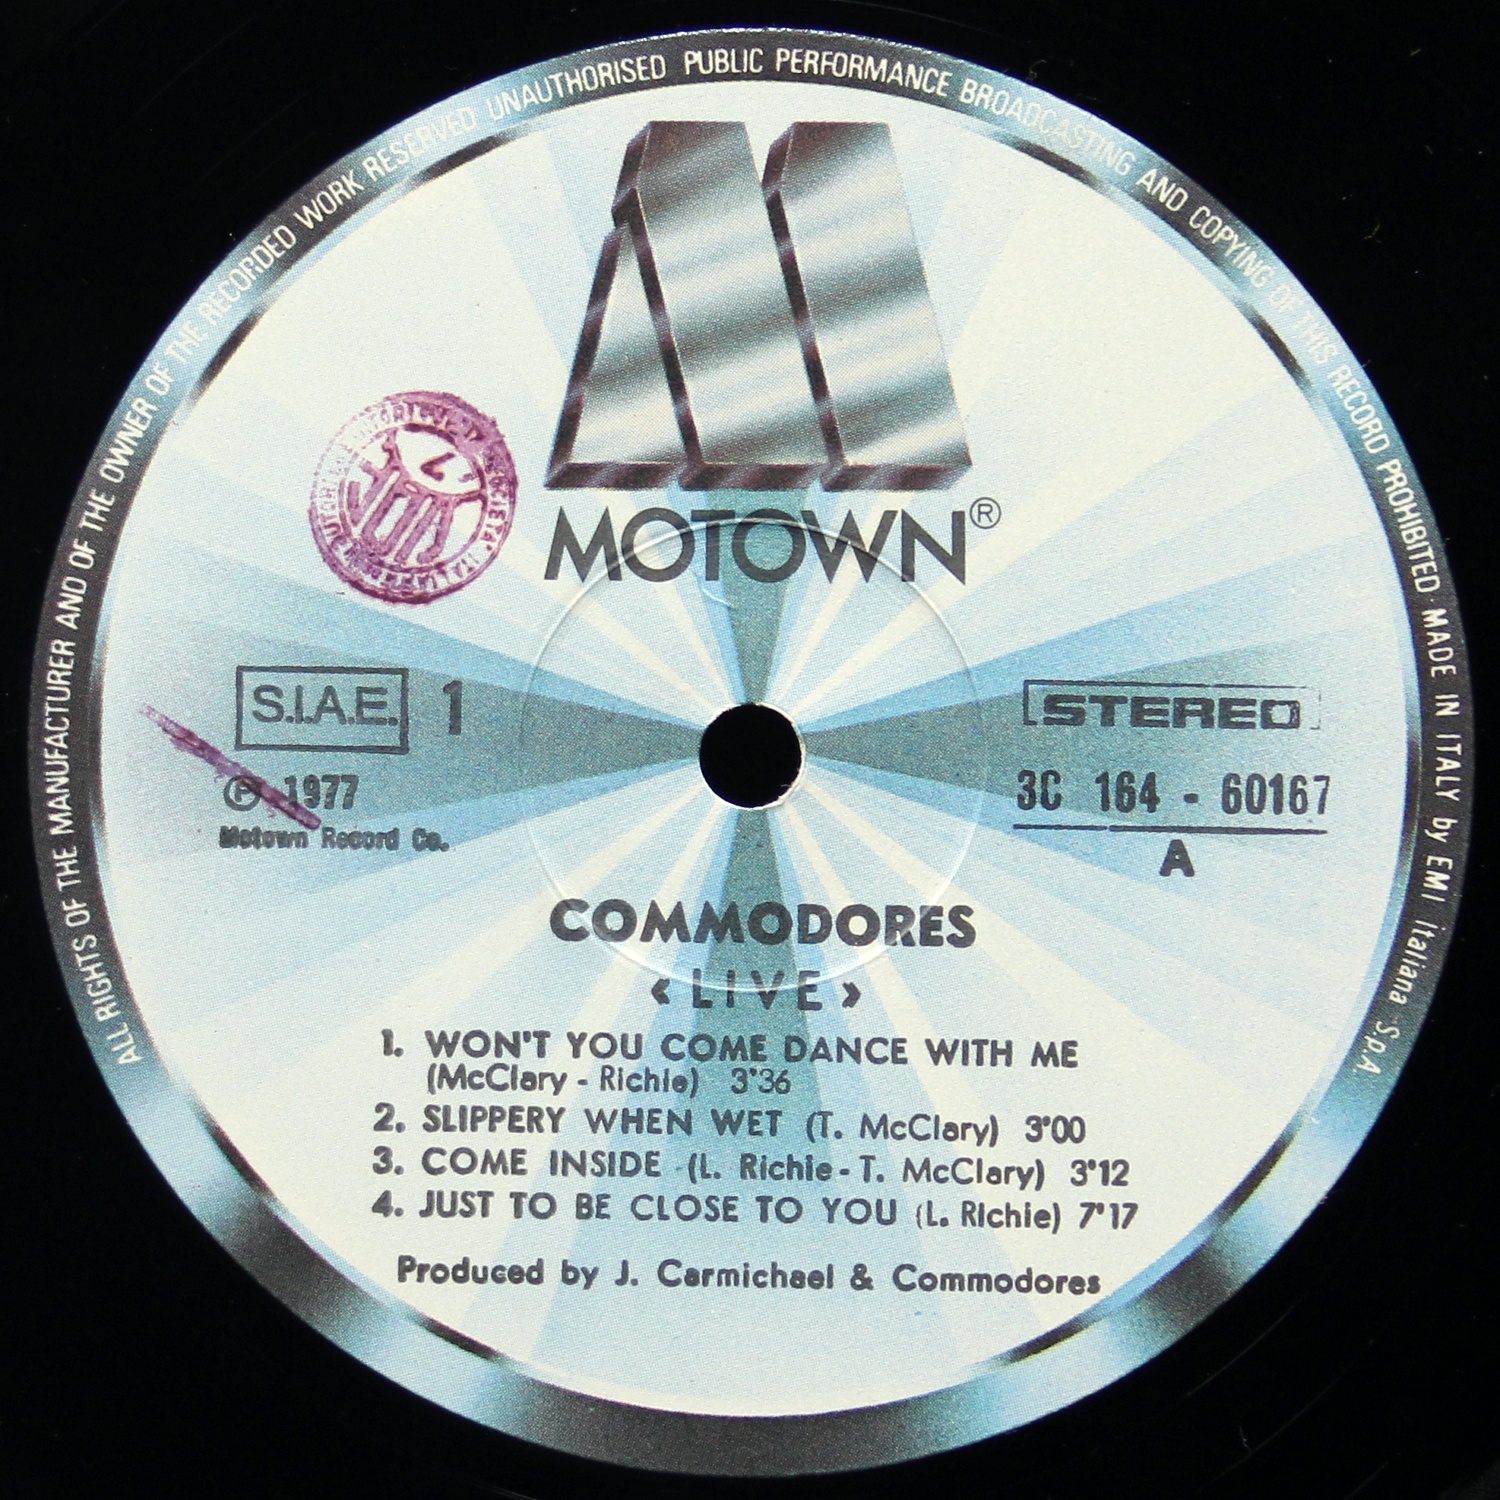 ALL RIGHTS OF THE MANUFACTURER AND OF THE OWNER OF THE RECORDED WORK RESERVED UNAUTHORISED PUBLIC PERFORMANCE BROADCASTING AND COPYING OF THIS RECORD PROHIBITED · MADE IN ITALY by EMI Italiana S.p.A.
MOTOWN®
S.I.A.E. 1
STEREO
℗ 1977
Motown Record Co.
3C 164 - 60167
A
COMMODORES
‹ LIVE ›
1. WON'T YOU COME DANCE WITH ME
(McClary - Richie) 3'36
2. SLIPPERY WHEN WET (T. McClary) 3'00
3. COME INSIDE (L. Richie - T. McClary) 3'12
4. JUST TO BE CLOSE TO YOU (L. Richie) 7'17
Produced by J. Carmichael & Commodores